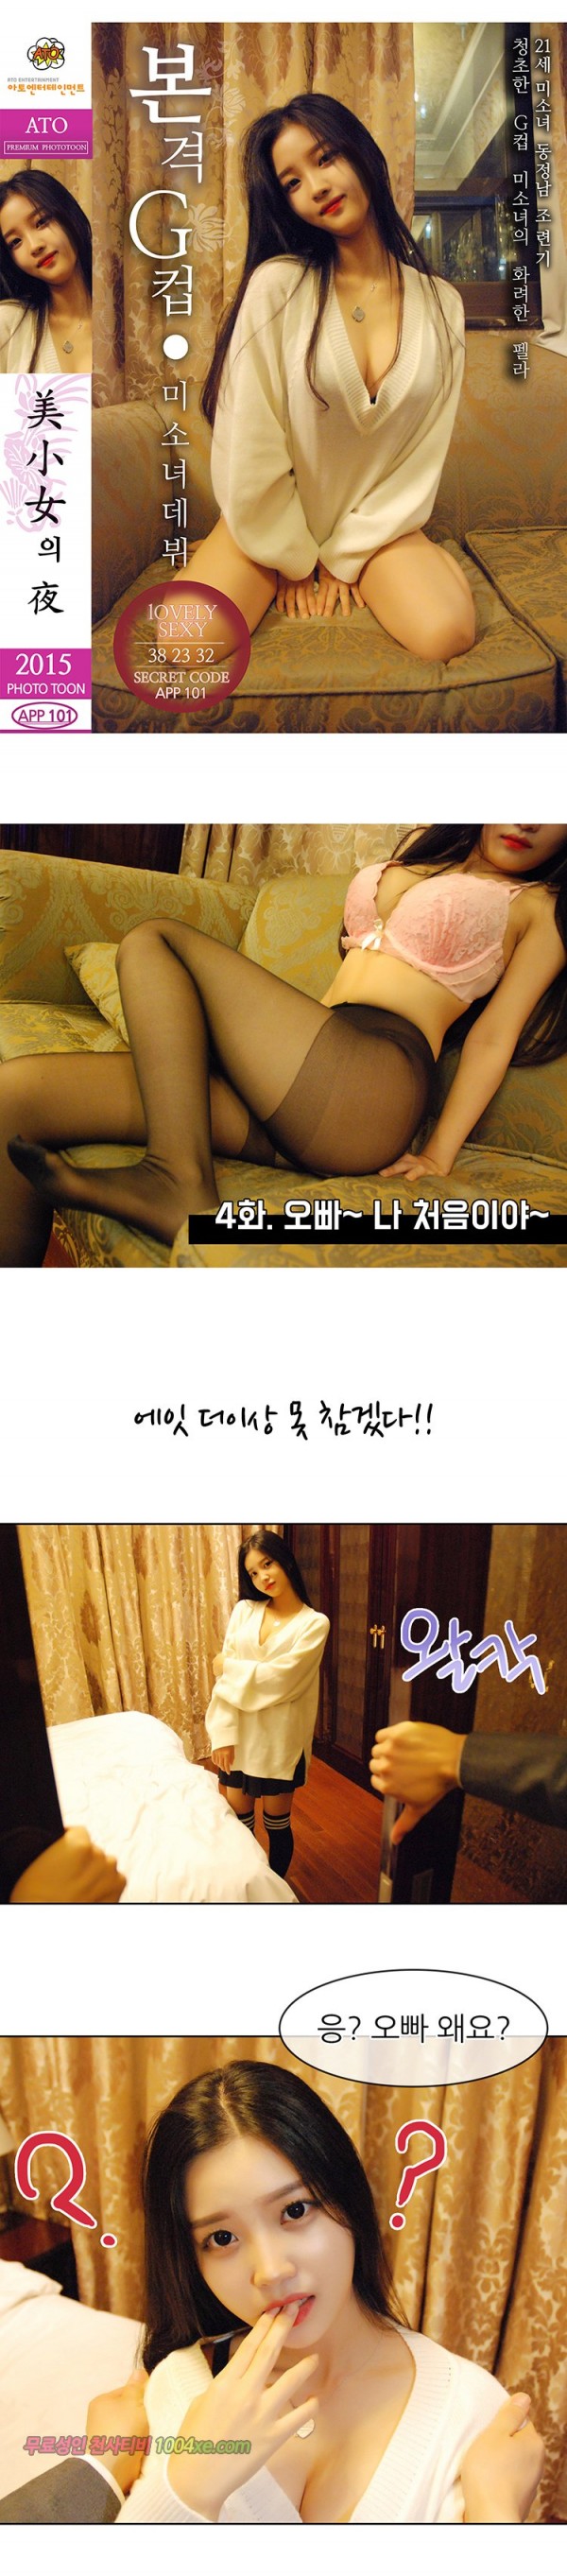 ATO
ATO ENTERTAINMENT
아토엔터테인먼트
ATO
PREMIUM PHOTOTOON
美小女의 夜
2015
PHOTO TOON
APP 101
본격 G컵 ● 미소녀데뷔
21세 미소녀 동정남 조련기
청초한 G컵 미소녀의 화려한 펠라
lOVELY
SEXY
38 23 32
SECRET CODE
APP 101
4화. 오빠~ 나 처음이야~
에잇 더이상 못 참겠다!!
왈칵
응? 오빠 왜요?
?
?
무료성인 천사티비 1004xe.com